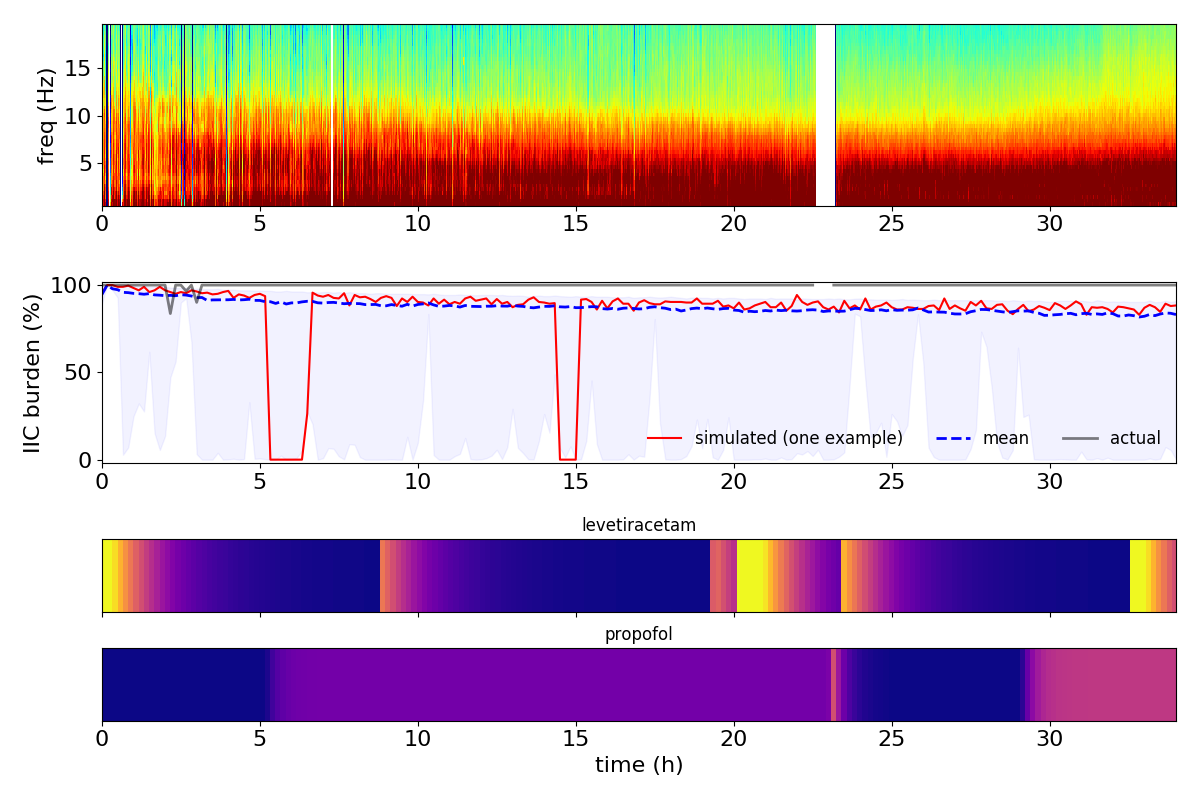 freq (Hz)
15
10
5
0 5 10 15 20 25 30
IIC burden (%)
100
50
0
simulated (one example) mean actual
0 5 10 15 20 25 30
levetiracetam
propofol
0 5 10 15 20 25 30
time (h)